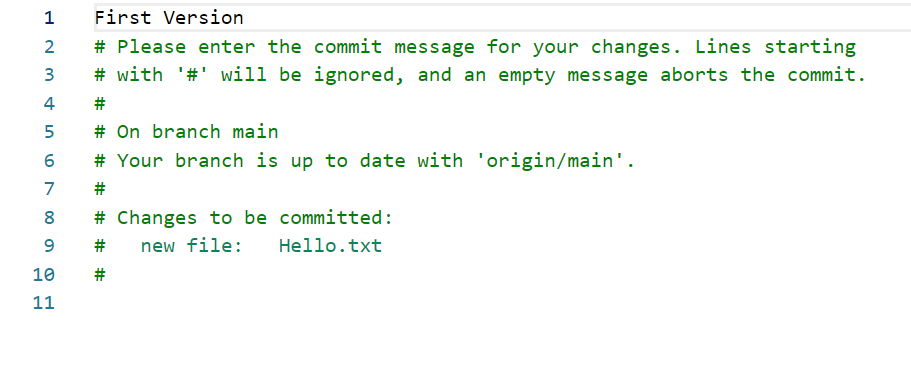 1 First Version
2 # Please enter the commit message for your changes. Lines starting
3 # with '#' will be ignored, and an empty message aborts the commit.
4 #
5 # On branch main
6 # Your branch is up to date with 'origin/main'.
7 #
8 # Changes to be committed:
9 #   new file:   Hello.txt
10 #
11